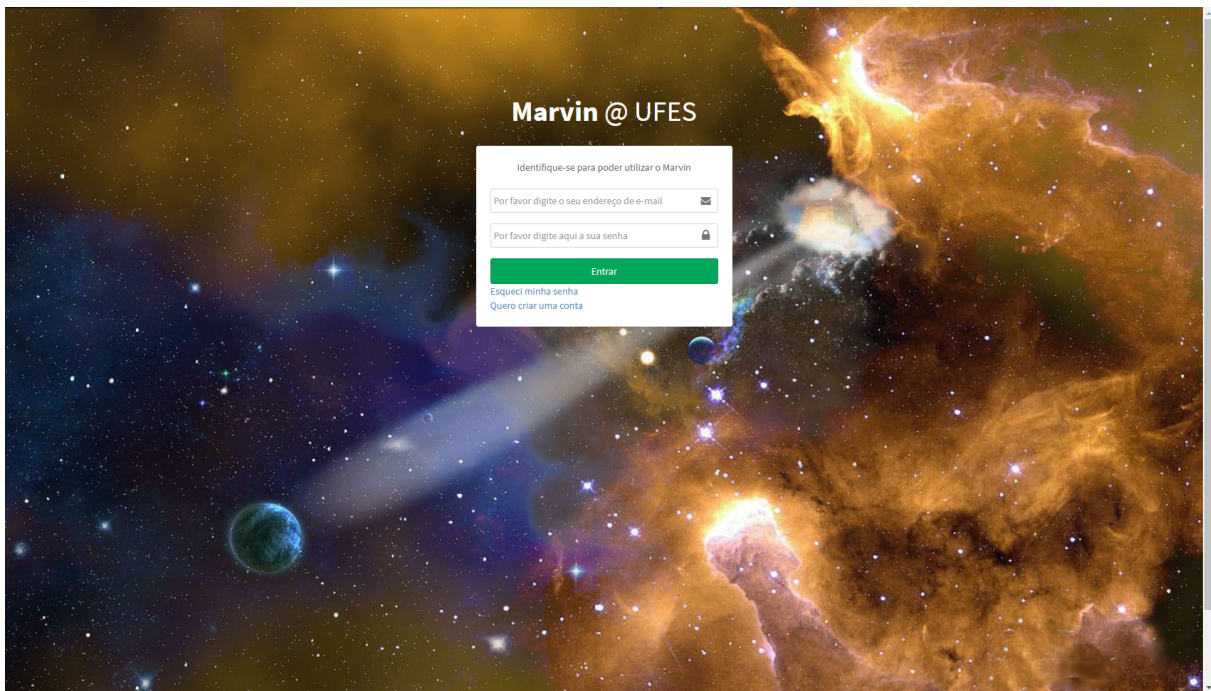 Marvin @ UFES
Identifique-se para poder utilizar o Marvin
Por favor digite o seu endereço de e-mail
Por favor digite aqui a sua senha
Entrar
Esqueci minha senha
Quero criar uma conta